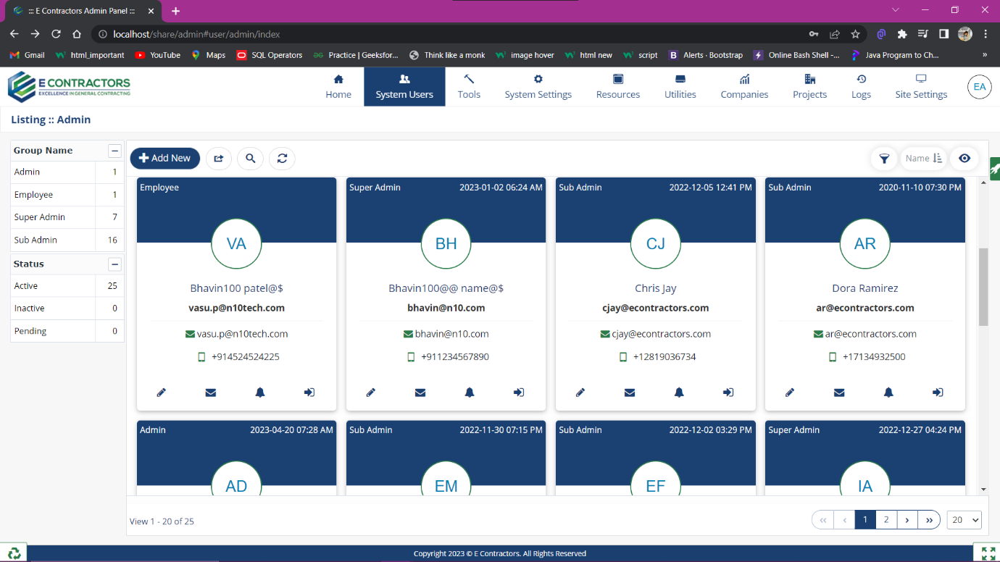 ::: E Contractors Admin Panel :::
localhost/share/admin#user/admin/index
Gmail html_important YouTube Maps SQL Operators Practice | Geeksfor... Think like a monk image hover html new script Alerts · Bootstrap Online Bash Shell -... Java Program to Ch... »
E CONTRACTORS
EXCELLENCE IN GENERAL CONTRACTING
Home System Users Tools System Settings Resources Utilities Companies Projects Logs Site Settings EA
Listing :: Admin
Group Name
Admin 1
Employee 1
Super Admin 7
Sub Admin 16
Status
Active 25
Inactive 0
Pending 0
Add New Name
Employee
VA
Bhavin100 patel@$
vasu.p@n10tech.com
vasu.p@n10tech.com
+914524524225
Super Admin 2023-01-02 06:24 AM
BH
Bhavin100@@ name@$
bhavin@n10.com
bhavin@n10.com
+911234567890
Sub Admin 2022-12-05 12:41 PM
CJ
Chris Jay
cjay@econtractors.com
cjay@econtractors.com
+12819036734
Sub Admin 2020-11-10 07:30 PM
AR
Dora Ramirez
ar@econtractors.com
ar@econtractors.com
+17134932500
Admin 2023-04-20 07:28 AM
AD
Sub Admin 2022-11-30 07:15 PM
EM
Sub Admin 2022-12-02 03:29 PM
EF
Super Admin 2022-12-27 04:24 PM
IA
View 1 - 20 of 25
« ‹ 1 2 › » 20
Copyright 2023 © E Contractors. All Rights Reserved